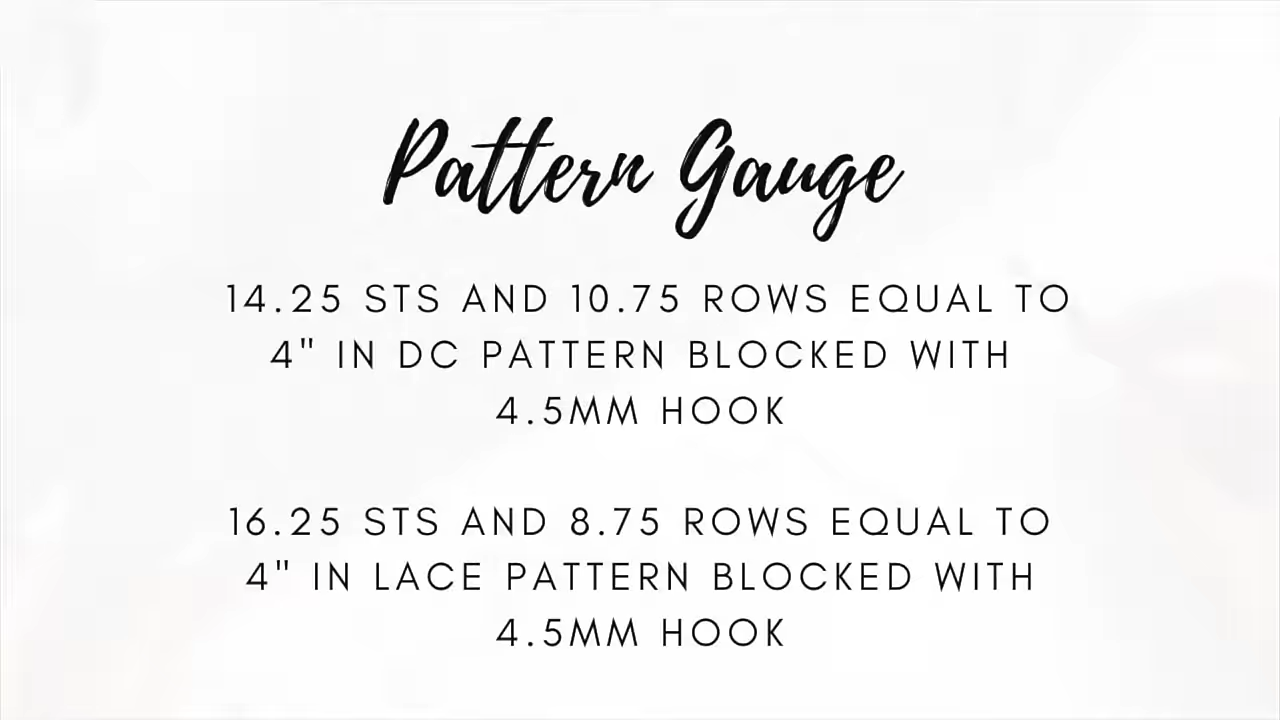 Pattern Gauge
14.25 STS AND 10.75 ROWS EQUAL TO
4" IN DC PATTERN BLOCKED WITH
4.5MM HOOK
16.25 STS AND 8.75 ROWS EQUAL TO
4" IN LACE PATTERN BLOCKED WITH
4.5MM HOOK